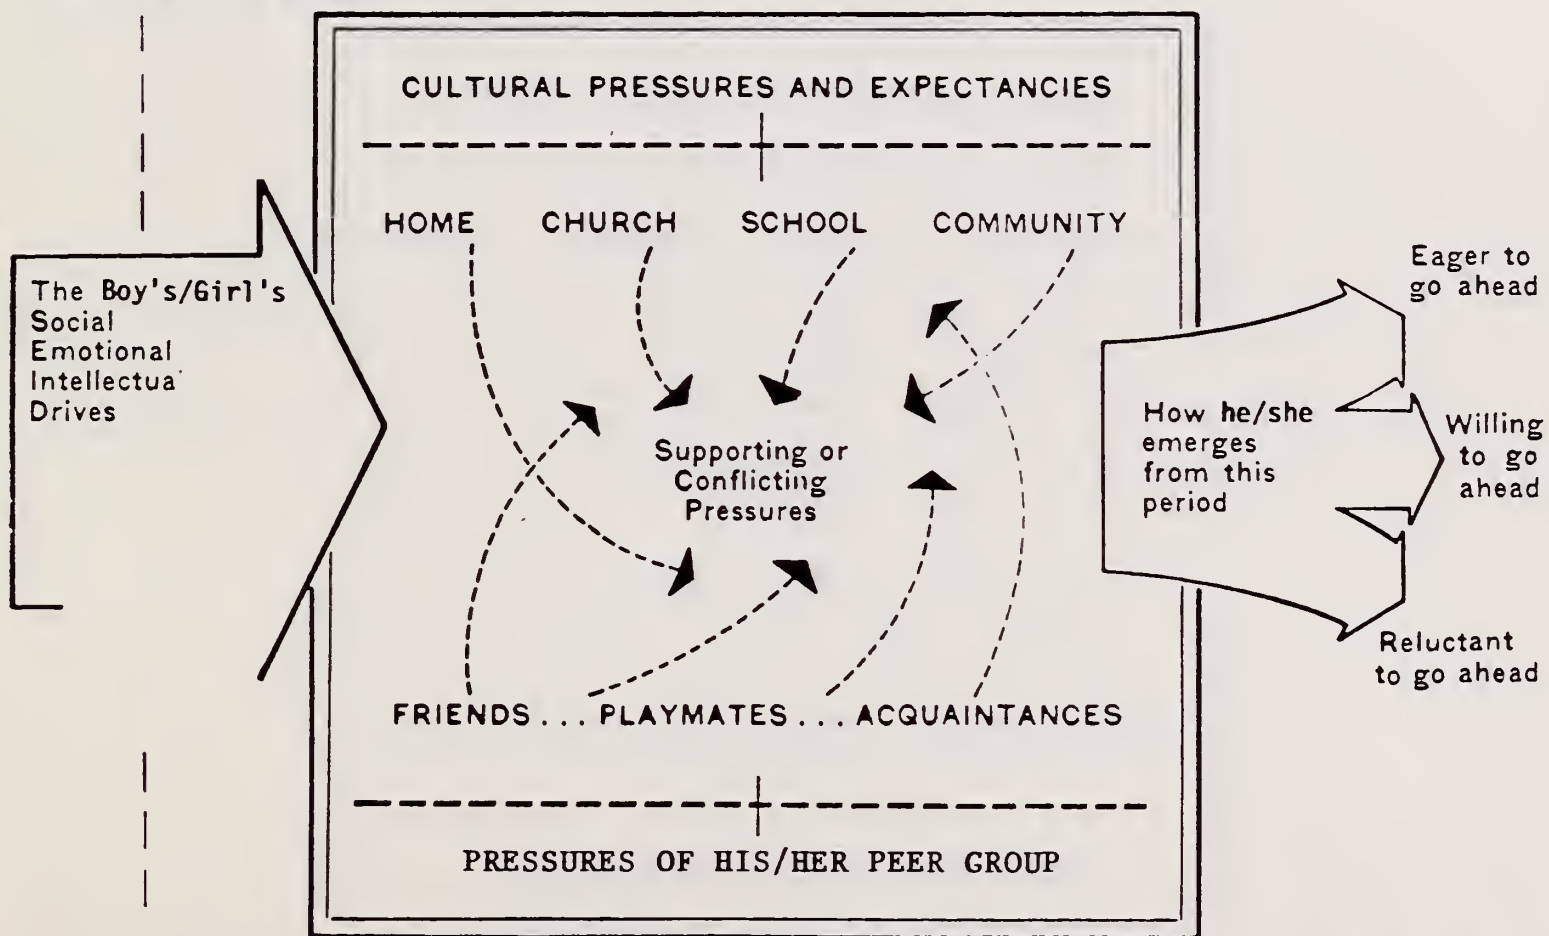 CULTURAL PRESSURES AND EXPECTANCIES
HOME CHURCH SCHOOL COMMUNITY
The Boy's/Girl's
Social
Emotional
Intellectua
Drives
Supporting or
Conflicting
Pressures
How he/she
emerges
from this
period
Eager to
go ahead
Willing
to go
ahead
Reluctant
to go ahead
FRIENDS... PLAYMATES... ACQUAINTANCES
PRESSURES OF HIS/HER PEER GROUP